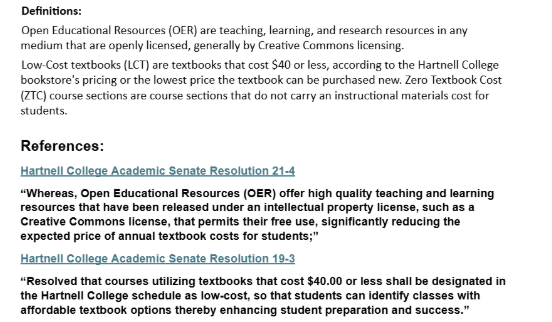 Definitions:
Open Educational Resources (OER) are teaching, learning, and research resources in any
medium that are openly licensed, generally by Creative Commons licensing.
Low-Cost textbooks (LCT) are textbooks that cost $40 or less, according to the Hartnell College
bookstore's pricing or the lowest price the textbook can be purchased new. Zero Textbook Cost
(ZTC) course sections are course sections that do not carry an instructional materials cost for
students.
References:
Hartnell College Academic Senate Resolution 21-4
“Whereas, Open Educational Resources (OER) offer high quality teaching and learning
resources that have been released under an intellectual property license, such as a
Creative Commons license, that permits their free use, significantly reducing the
expected price of annual textbook costs for students;”
Hartnell College Academic Senate Resolution 19-3
“Resolved that courses utilizing textbooks that cost $40.00 or less shall be designated in
the Hartnell College schedule as low-cost, so that students can identify classes with
affordable textbook options thereby enhancing student preparation and success.”